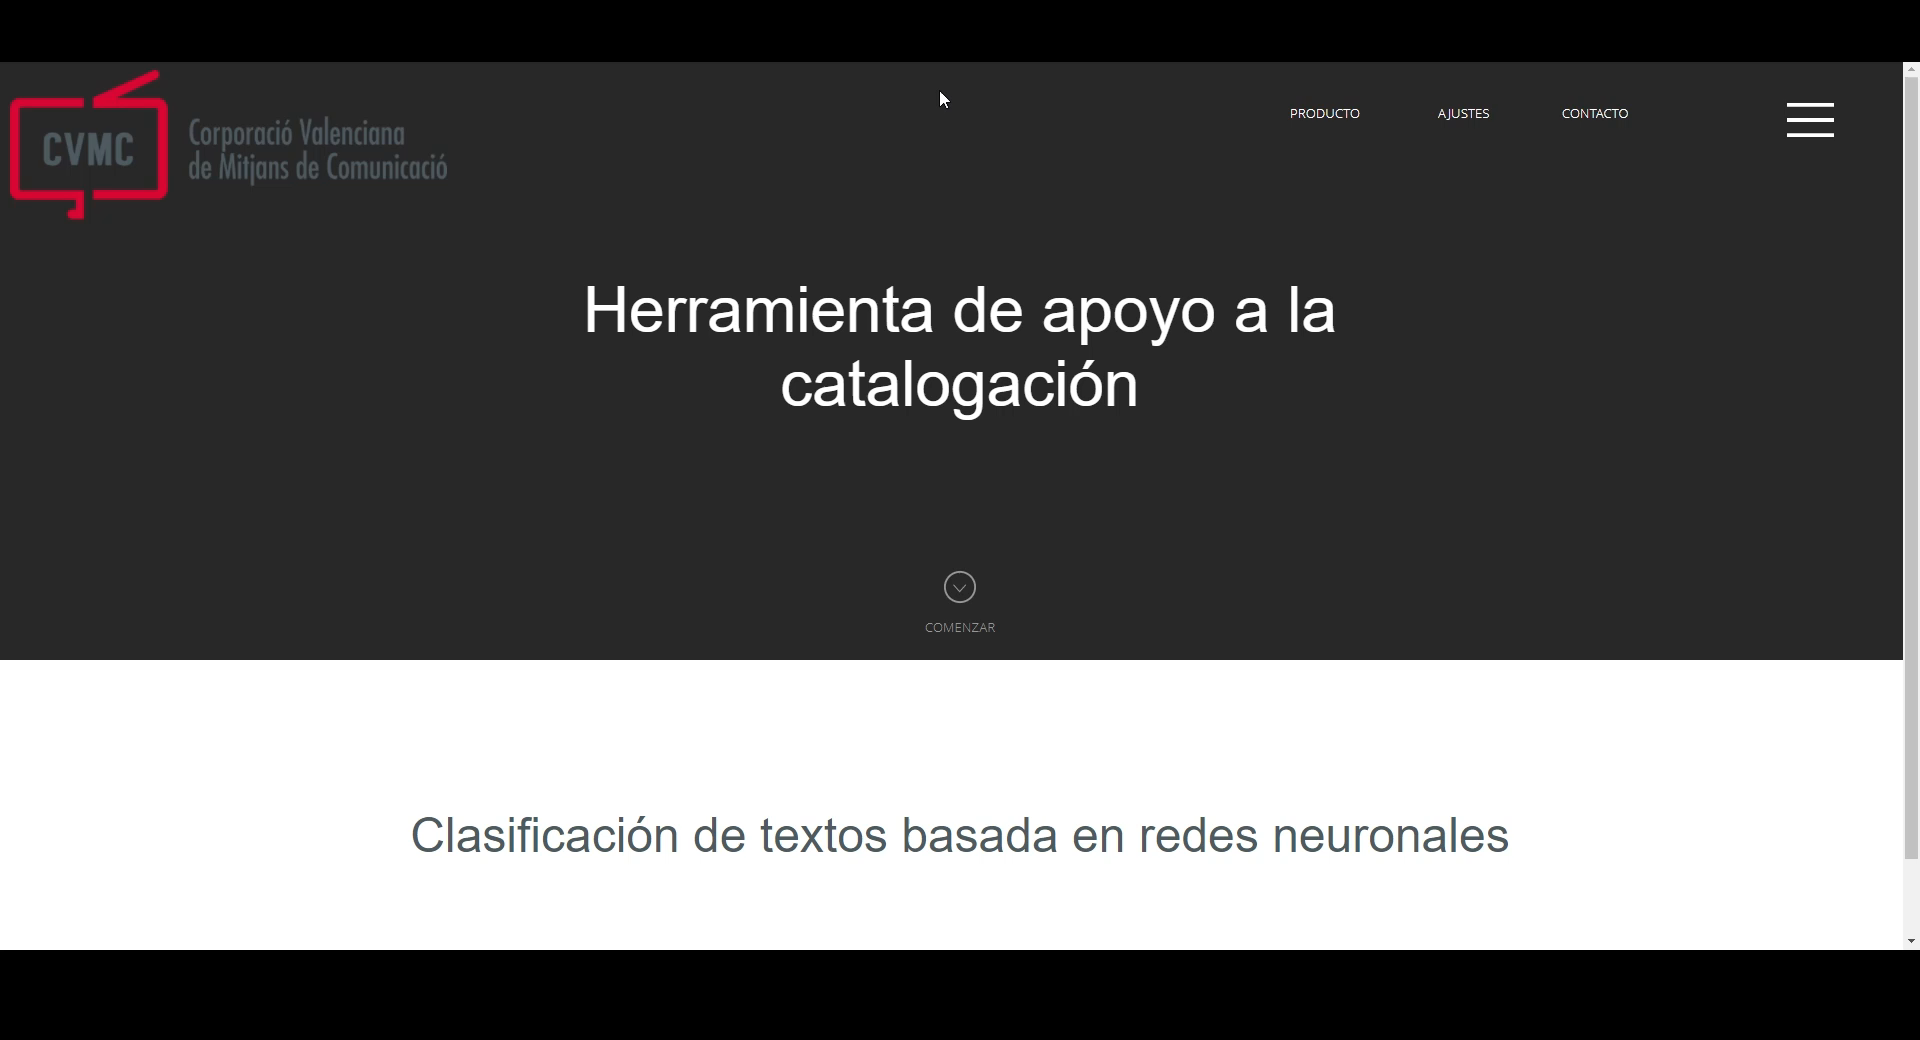 CVMC
Corporació Valenciana
de Mitjans de Comunicació
PRODUCTO
AJUSTES
CONTACTO
Herramienta de apoyo a la
catalogación
COMENZAR
Clasificación de textos basada en redes neuronales